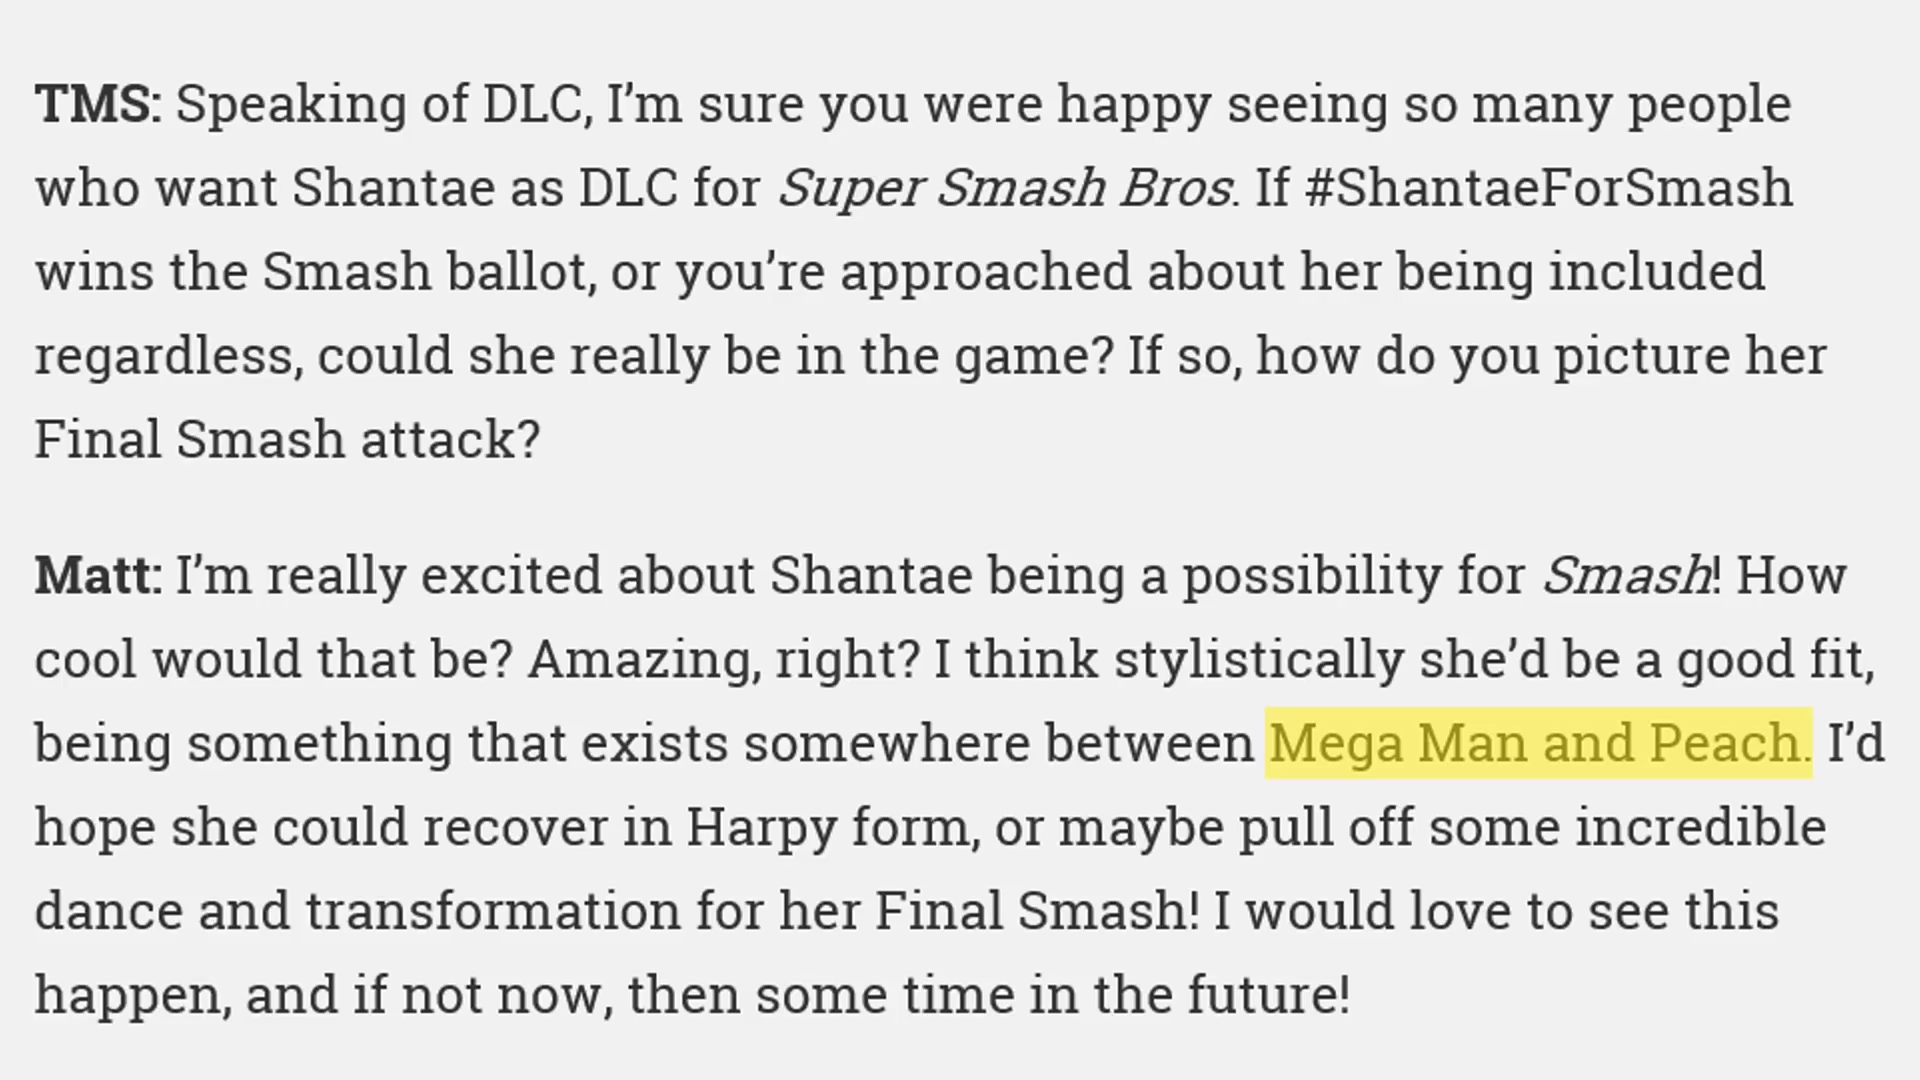 TMS: Speaking of DLC, I’m sure you were happy seeing so many people
who want Shantae as DLC for Super Smash Bros. If #ShantaeForSmash
wins the Smash ballot, or you’re approached about her being included
regardless, could she really be in the game? If so, how do you picture her
Final Smash attack?
Matt: I’m really excited about Shantae being a possibility for Smash! How
cool would that be? Amazing, right? I think stylistically she’d be a good fit,
being something that exists somewhere between Mega Man and Peach. I’d
hope she could recover in Harpy form, or maybe pull off some incredible
dance and transformation for her Final Smash! I would love to see this
happen, and if not now, then some time in the future!